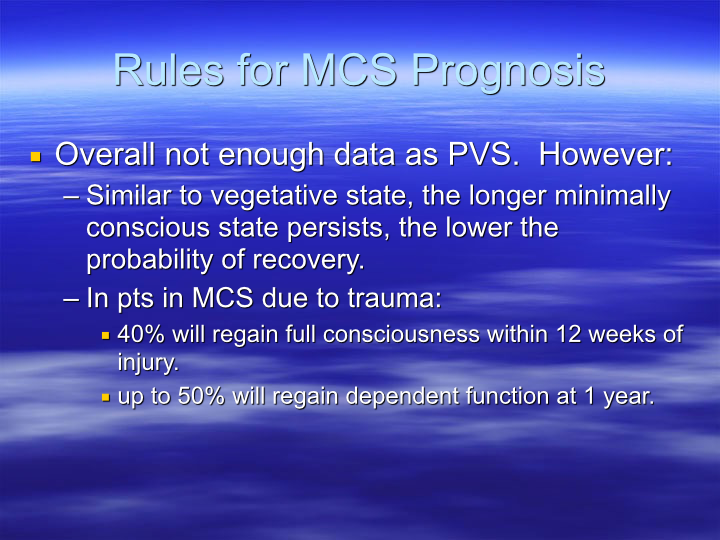 Rules for MCS Prognosis
Overall not enough data as PVS.  However:
– Similar to vegetative state, the longer minimally
conscious state persists, the lower the
probability of recovery.
– In pts in MCS due to trauma:
40% will regain full consciousness within 12 weeks of
injury.
up to 50% will regain dependent function at 1 year.